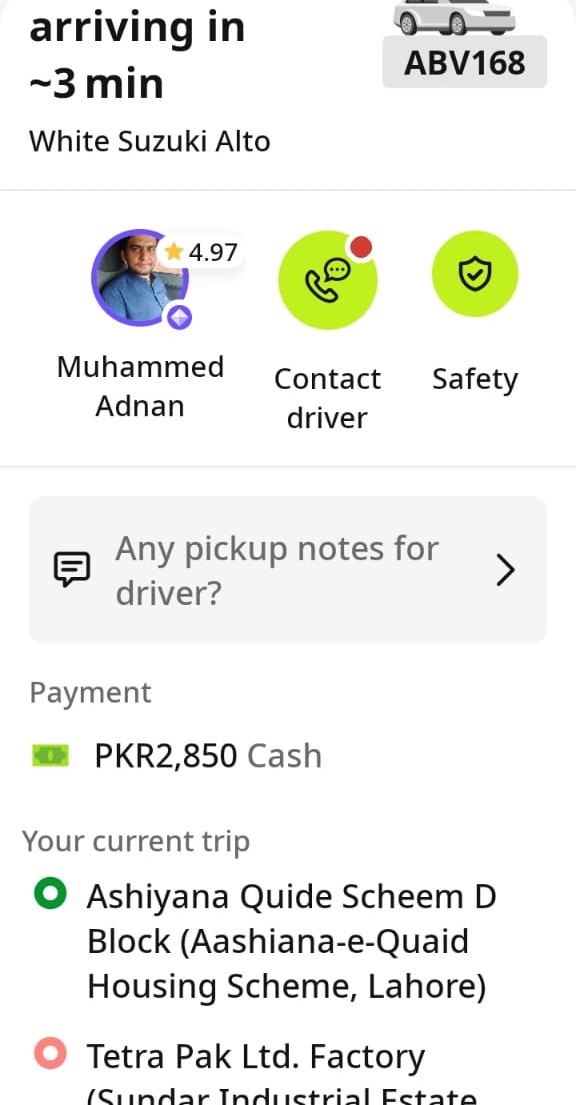 arriving in
~3 min
ABV168
White Suzuki Alto
4.97
Muhammed
Adnan
Contact
driver
Safety
Any pickup notes for
driver?
Payment
PKR2,850 Cash
Your current trip
Ashiyana Quide Scheem D
Block (Aashiana-e-Quaid
Housing Scheme, Lahore)
Tetra Pak Ltd. Factory
(Sundar Industrial Estate